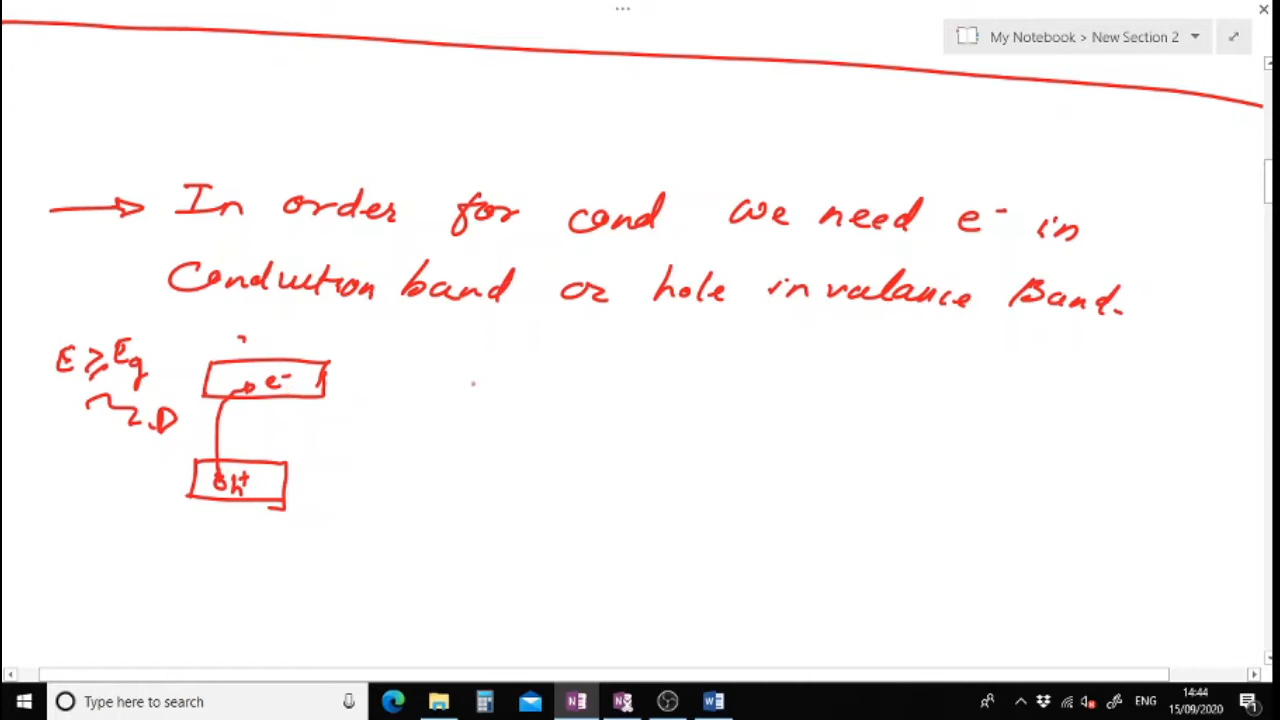 My Notebook > New Section 2
→ In order for cond we need e⁻ in
Conduction band or hole in valance Band.
E ≥ Eg
e⁻
h⁺
Type here to search
ENG
14:44
15/09/2020
1